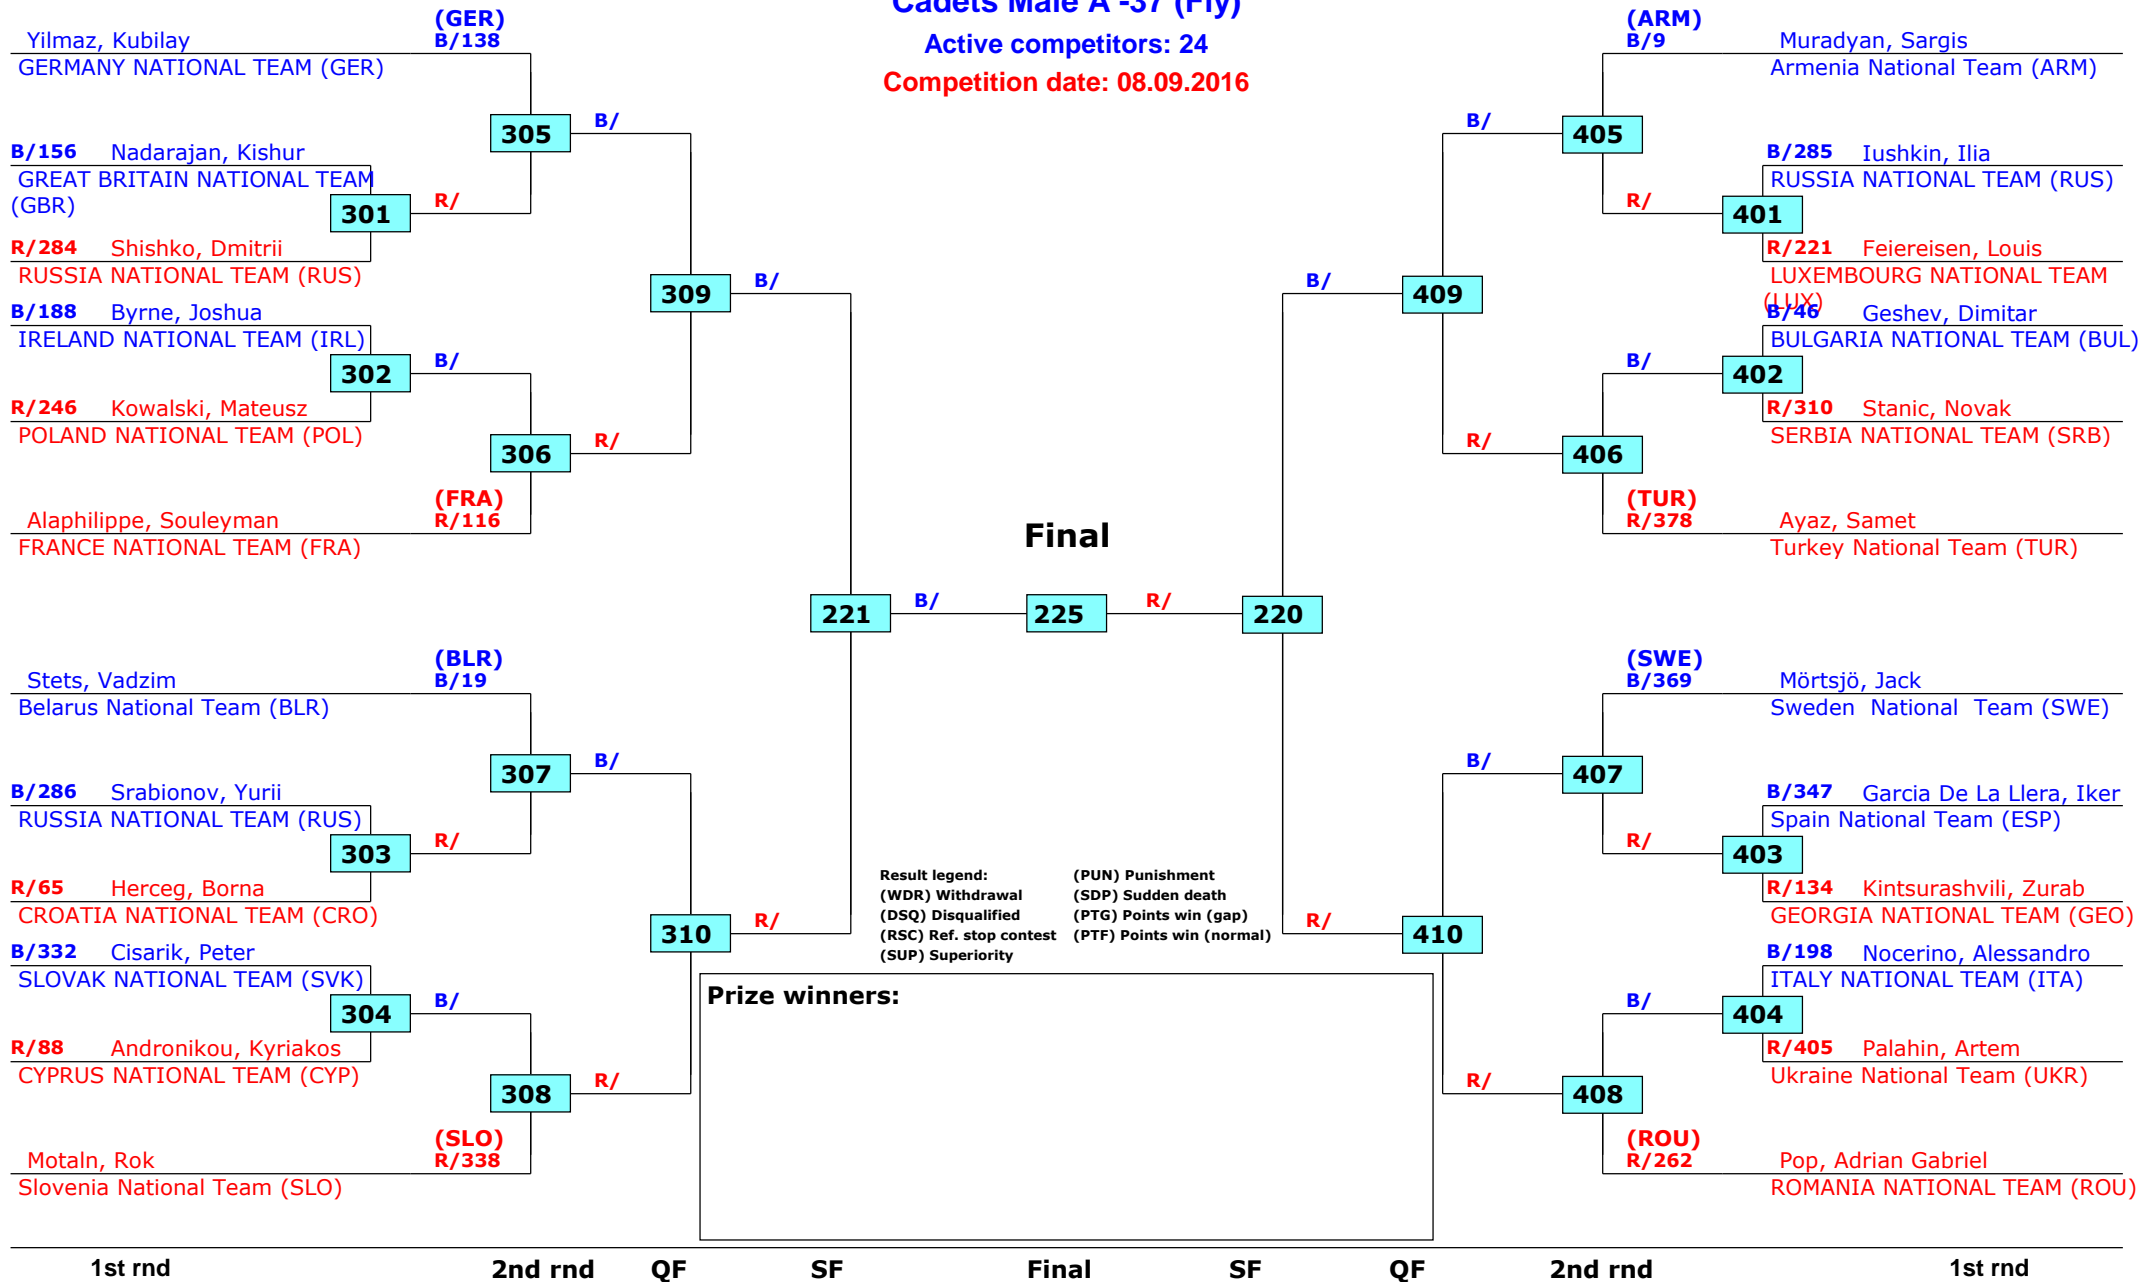 Cadets Male A -37 (Fly)
Active competitors: 24
Competition date: 08.09.2016
(GER)
Yilmaz, Kubilay B/138
GERMANY NATIONAL TEAM (GER)
305
B/
B/156 Nadarajan, Kishur
GREAT BRITAIN NATIONAL TEAM
(GBR)
301
R/
R/284 Shishko, Dmitrii
RUSSIA NATIONAL TEAM (RUS)
309
B/
B/188 Byrne, Joshua
IRELAND NATIONAL TEAM (IRL)
302
B/
R/246 Kowalski, Mateusz
POLAND NATIONAL TEAM (POL)
306
R/
(FRA)
Alaphilippe, Souleyman R/116
FRANCE NATIONAL TEAM (FRA)
(BLR)
Stets, Vadzim B/19
Belarus National Team (BLR)
307
B/
B/286 Srabionov, Yurii
RUSSIA NATIONAL TEAM (RUS)
303
R/
R/65 Herceg, Borna
CROATIA NATIONAL TEAM (CRO)
310
R/
B/332 Cisarik, Peter
SLOVAK NATIONAL TEAM (SVK)
304
B/
R/88 Andronikou, Kyriakos
CYPRUS NATIONAL TEAM (CYP)
308
R/
(SLO)
Motaln, Rok R/338
Slovenia National Team (SLO)
Final
221 B/ 225 R/ 220
(ARM)
B/9 Muradyan, Sargis
Armenia National Team (ARM)
B/
405
B/285 Iushkin, Ilia
RUSSIA NATIONAL TEAM (RUS)
R/
401
R/221 Feiereisen, Louis
LUXEMBOURG NATIONAL TEAM
(LUX)
B/
409
B/46 Geshev, Dimitar
BULGARIA NATIONAL TEAM (BUL)
B/
402
R/310 Stanic, Novak
SERBIA NATIONAL TEAM (SRB)
R/
406
(TUR)
R/378 Ayaz, Samet
Turkey National Team (TUR)
(SWE)
B/369 Mörtsjö, Jack
Sweden National Team (SWE)
B/
407
B/347 Garcia De La Llera, Iker
Spain National Team (ESP)
R/
403
R/134 Kintsurashvili, Zurab
GEORGIA NATIONAL TEAM (GEO)
R/
410
B/198 Nocerino, Alessandro
ITALY NATIONAL TEAM (ITA)
B/
404
R/405 Palahin, Artem
Ukraine National Team (UKR)
R/
408
(ROU)
R/262 Pop, Adrian Gabriel
ROMANIA NATIONAL TEAM (ROU)
Result legend: (PUN) Punishment
(WDR) Withdrawal (SDP) Sudden death
(DSQ) Disqualified (PTG) Points win (gap)
(RSC) Ref. stop contest (PTF) Points win (normal)
(SUP) Superiority
Prize winners:
1st rnd 2nd rnd QF SF Final SF QF 2nd rnd 1st rnd